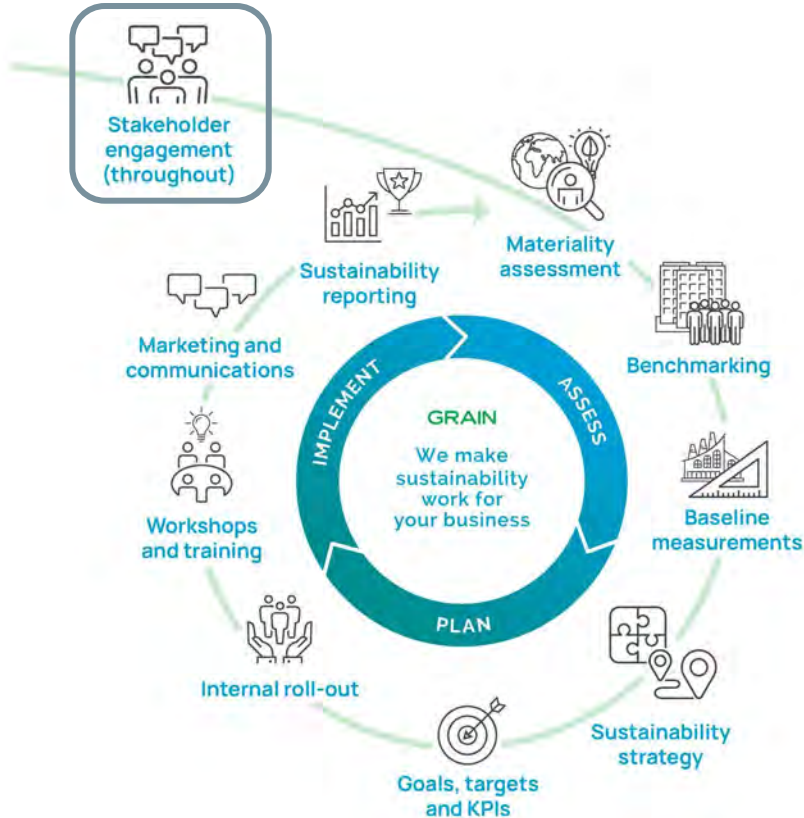 Stakeholder
engagement
(throughout)
Materiality
assessment
Benchmarking
Baseline
measurements
Sustainability
strategy
Goals, targets
and KPIs
Internal roll-out
Workshops
and training
Marketing and
communications
Sustainability
reporting
ASSESS
PLAN
IMPLEMENT
GRAIN
We make
sustainability
work for
your business